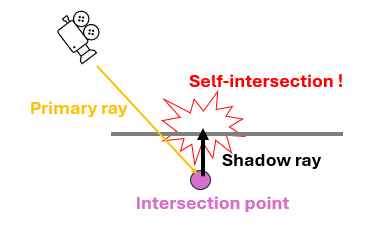 Self-intersection !
Primary ray
Shadow ray
Intersection point